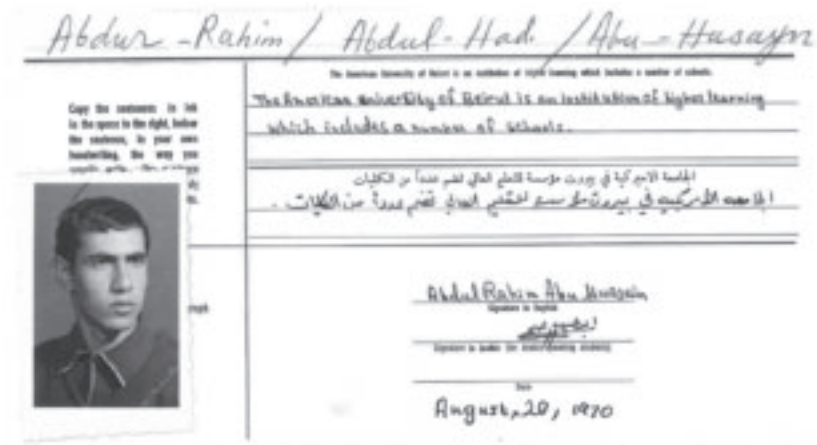 Abdur-Rahim / Abdul-Hadi / Abu-Husayn
The American University of Beirut is an institution of higher learning which includes a number of schools.
Copy the sentences in ink
in the space to the right, below
the sentence, in your own
handwriting, the way you
The American University of Beirut is an institution of higher learning
which includes a number of schools.
الجامعة الاميركية في بيروت مؤسسة للتعليم العالي تضم عدداً من الكليات
الجامعه الأمركيه في بيروت مؤسسه للتعليم العالي تضم عدداً من الكليات .
Abdul Rahim Abu Hussein
Signature in English
Signature in Arabic
Date
August, 20, 1970